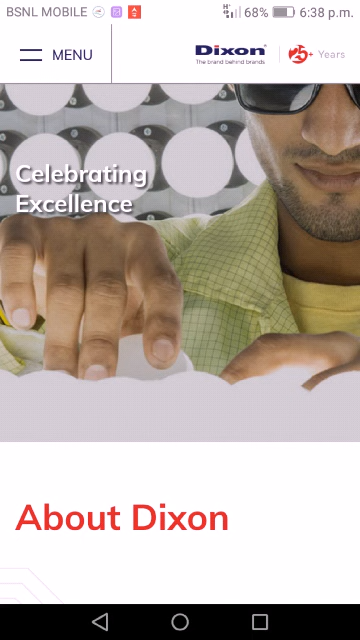 BSNL MOBILE
68%
6:38 p.m.
MENU
Dixon
The brand behind brands
25+ Years
Celebrating
Excellence
About Dixon